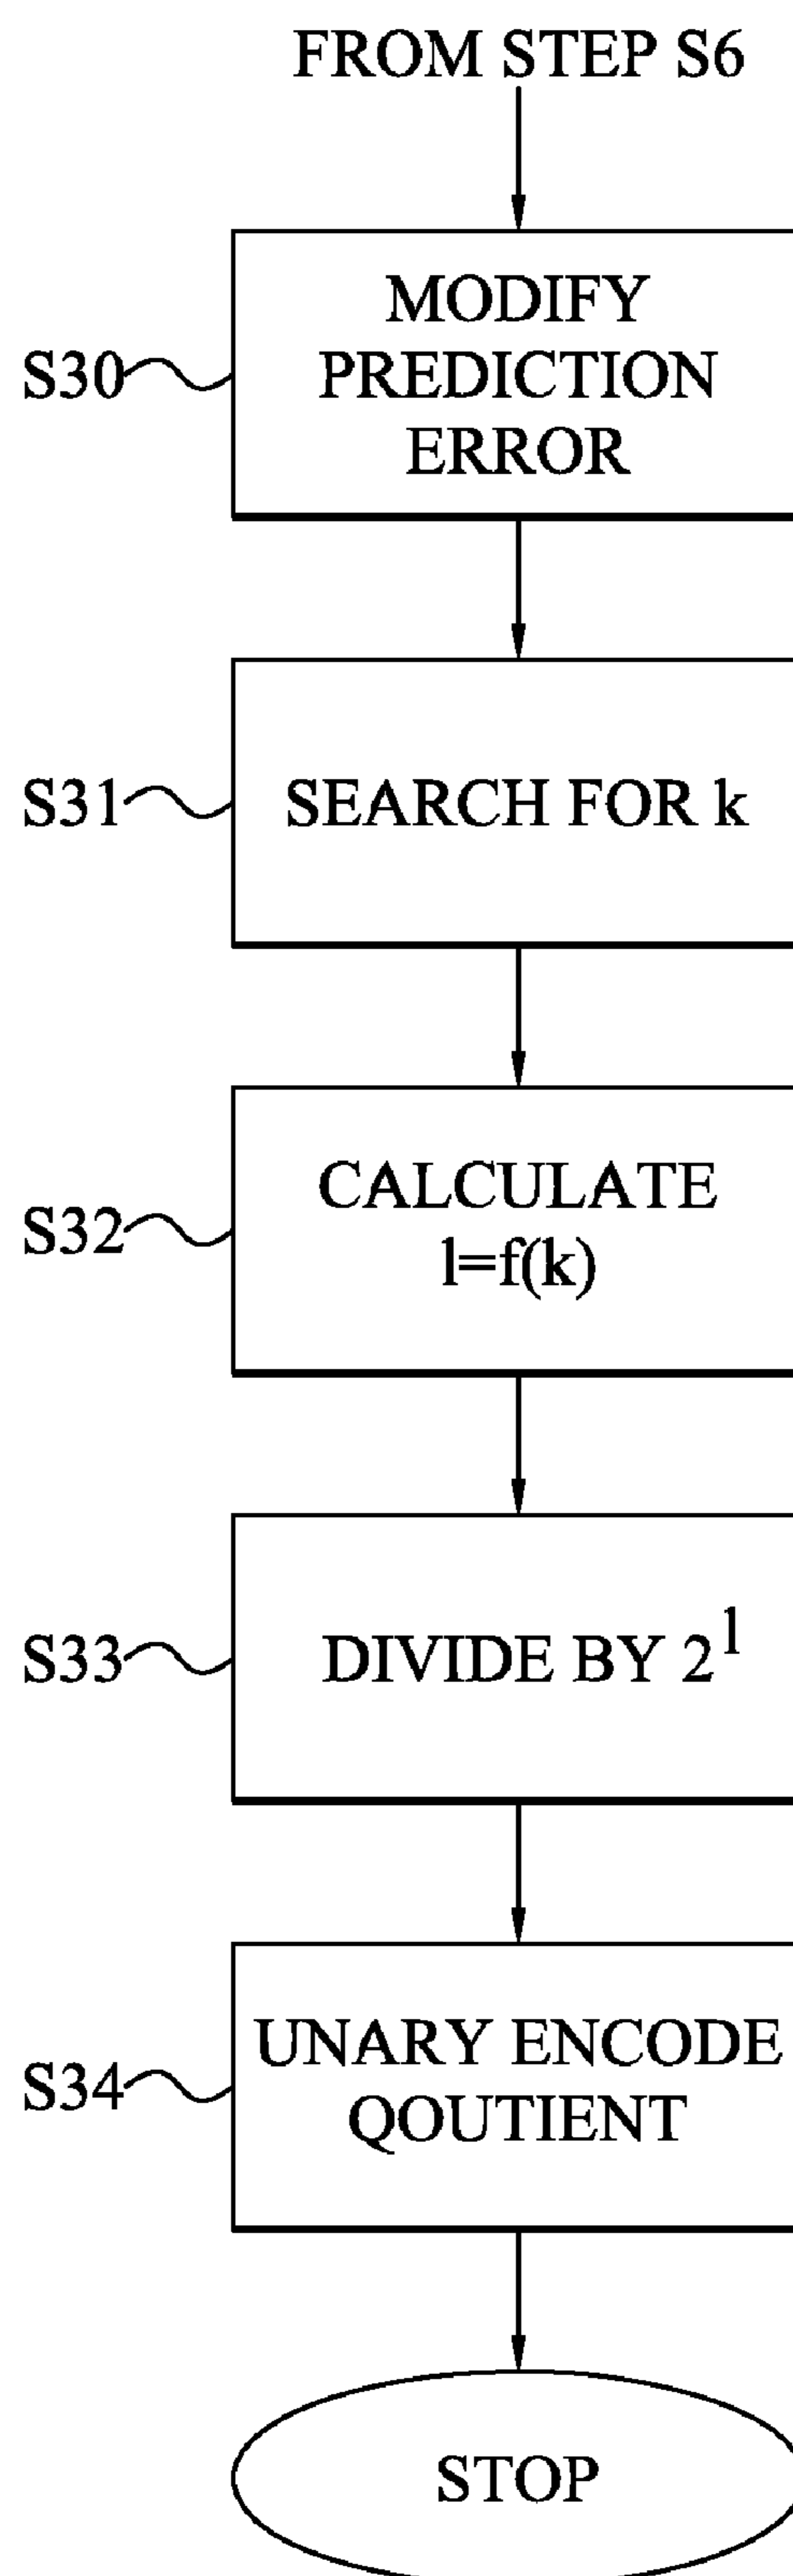 FROM STEP S6
S30
MODIFY
PREDICTION
ERROR
S31
SEARCH FOR k
S32
CALCULATE
l=f(k)
S33
DIVIDE BY 2^l
S34
UNARY ENCODE
QOUTIENT
STOP